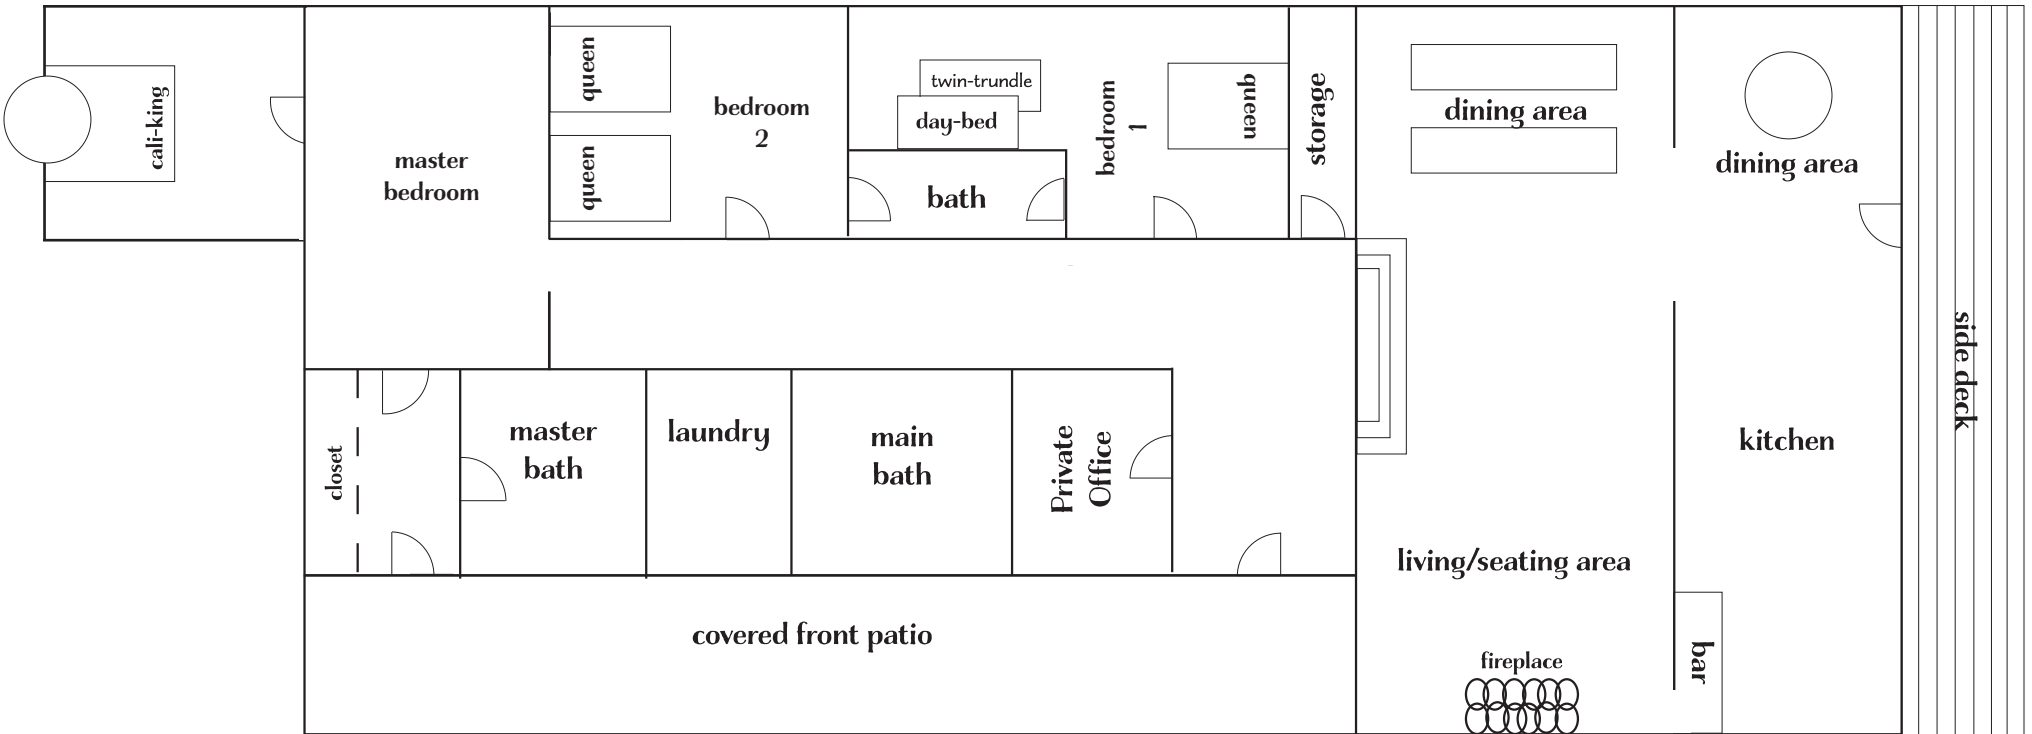 cali-king
master
bedroom
queen
queen
bedroom
2
twin-trundle
day-bed
bath
bedroom
1
queen
storage
dining area
dining area
side deck
closet
master
bath
laundry
main
bath
Private
Office
kitchen
living/seating area
covered front patio
fireplace
bar